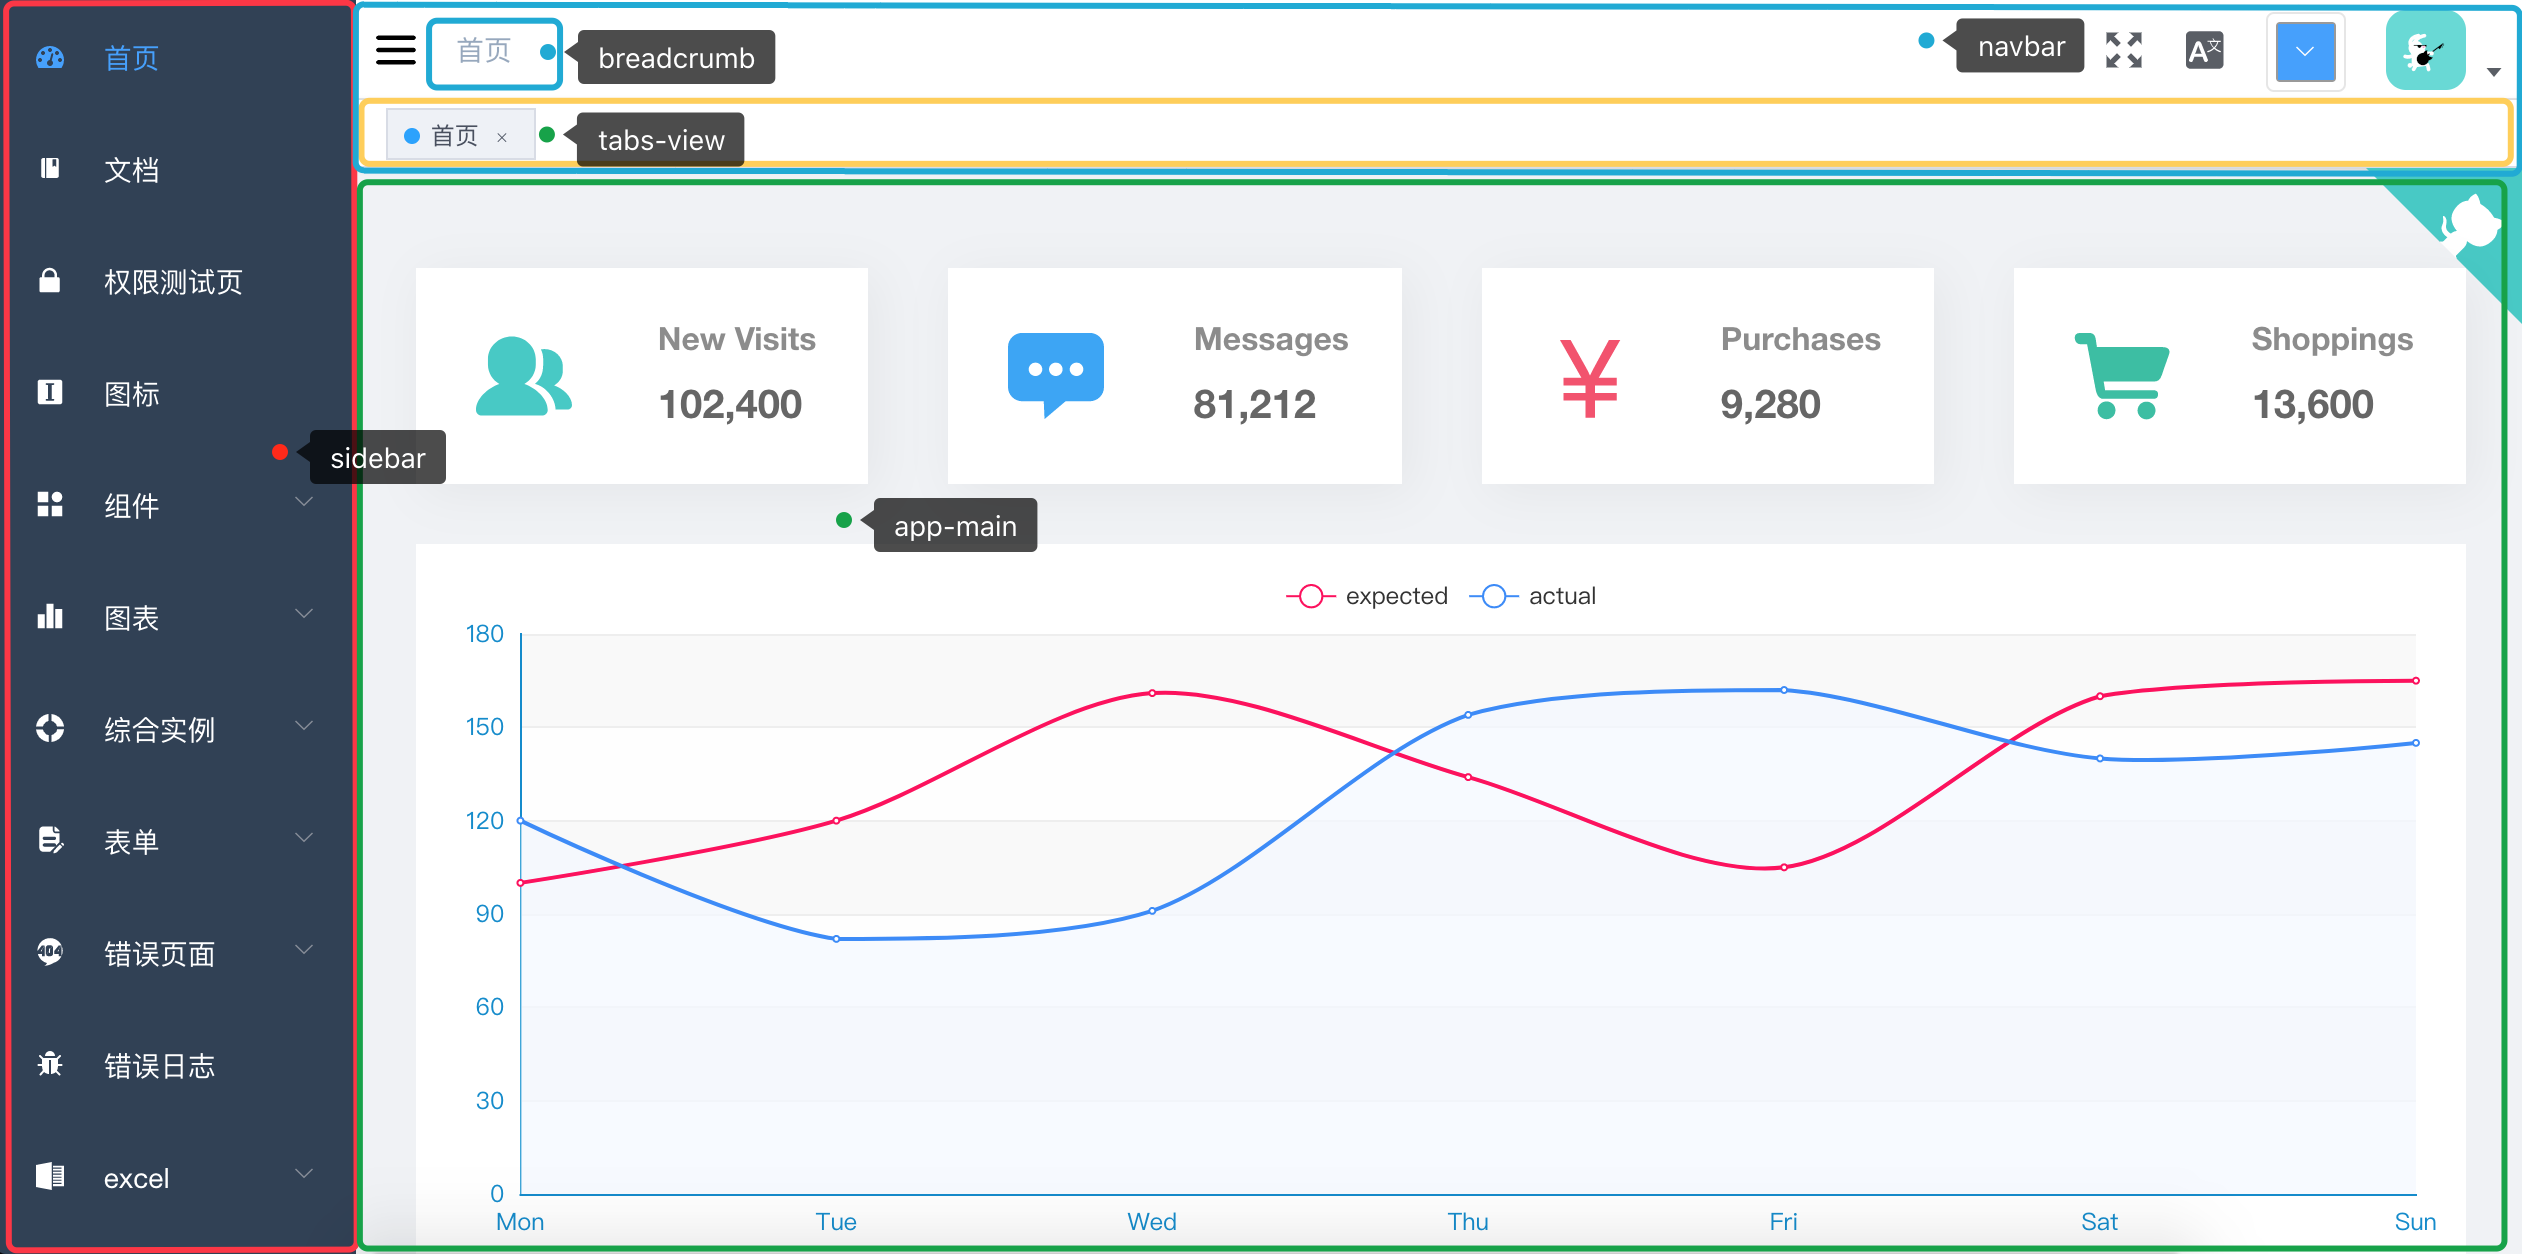 首页
文档
权限测试页
图标
组件
图表
综合实例
表单
错误页面
错误日志
excel
sidebar
首页
breadcrumb
navbar
首页 ×
tabs-view
New Visits
102,400
Messages
81,212
Purchases
9,280
Shoppings
13,600
app-main
expected actual
180
150
120
90
60
30
0
Mon Tue Wed Thu Fri Sat Sun
404
A文